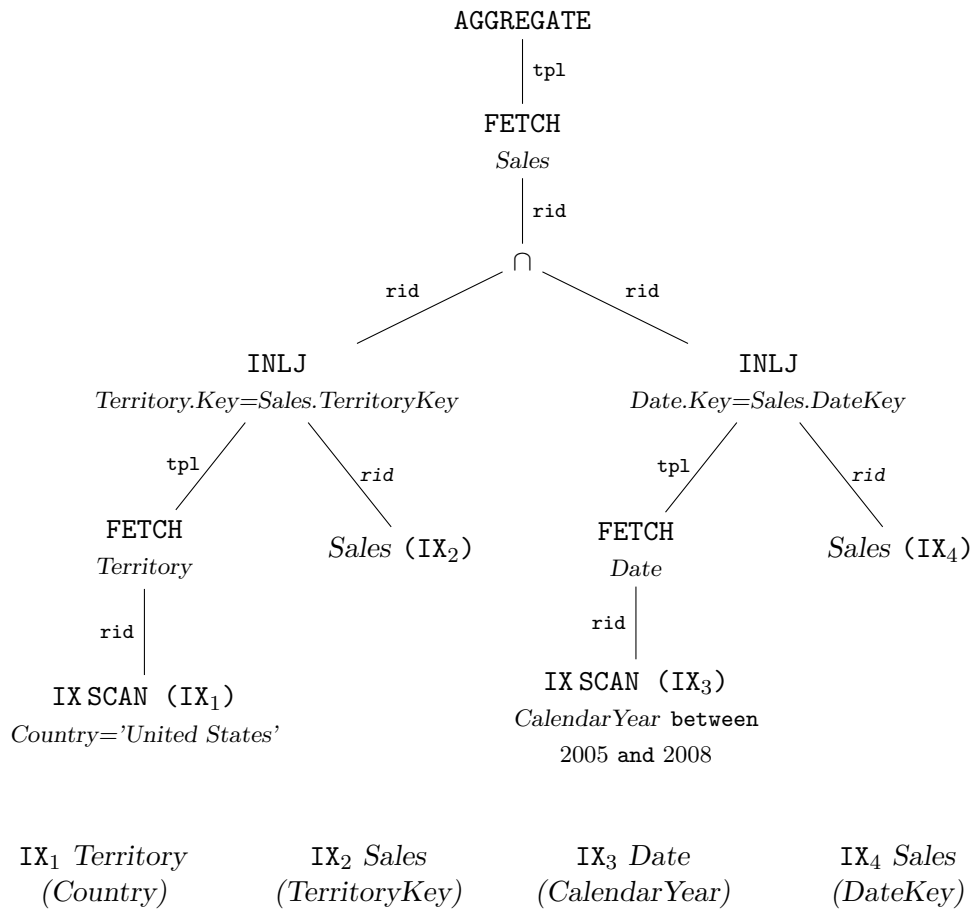 AGGREGATE
tpl
FETCH
Sales
rid
∩
rid rid
INLJ INLJ
Territory.Key=Sales.TerritoryKey Date.Key=Sales.DateKey
tpl rid tpl rid
FETCH Sales (IX₂) FETCH Sales (IX₄)
Territory Date
rid rid
IX SCAN (IX₁) IX SCAN (IX₃)
Country='United States' CalendarYear between
2005 and 2008
IX₁ Territory IX₂ Sales IX₃ Date IX₄ Sales
(Country) (TerritoryKey) (CalendarYear) (DateKey)